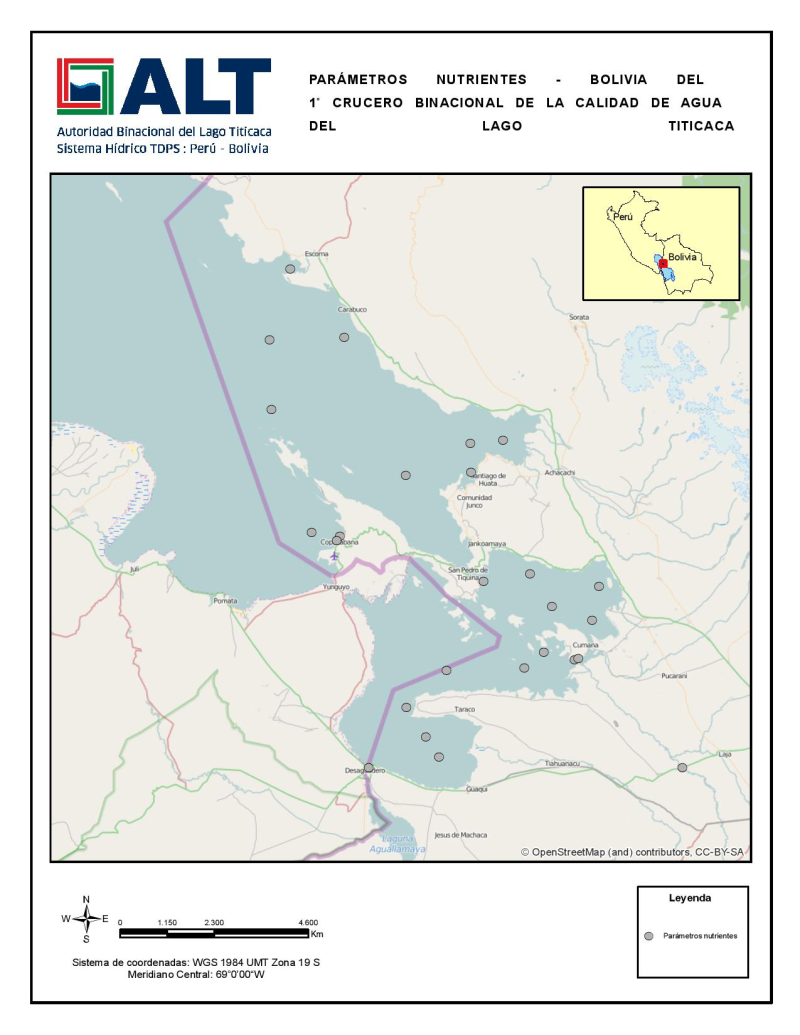 ALT
Autoridad Binacional del Lago Titicaca
Sistema Hídrico TDPS : Perú - Bolivia
PARÁMETROS NUTRIENTES - BOLIVIA DEL
1° CRUCERO BINACIONAL DE LA CALIDAD DE AGUA
DEL LAGO TITICACA
Perú
Bolivia
Escoma
Carabuco
Sorata
Achacachi
Santiago de
Huata
Comunidad
Junco
Jankoamaya
San Pedro de
Tiquina
Juli
Yunguyo
Pomata
Cumana
Pucarani
Taraco
Laja
Tiahuanacu
Guaqui
Jesus de Machaca
Laguna
Aguallamaya
© OpenStreetMap (and) contributors, CC-BY-SA
N
W E
S
0 1.150 2.300 4.600
Km
Sistema de coordenadas: WGS 1984 UMT Zona 19 S
Meridiano Central: 69°0'00"W
Leyenda
Parámetros nutrientes